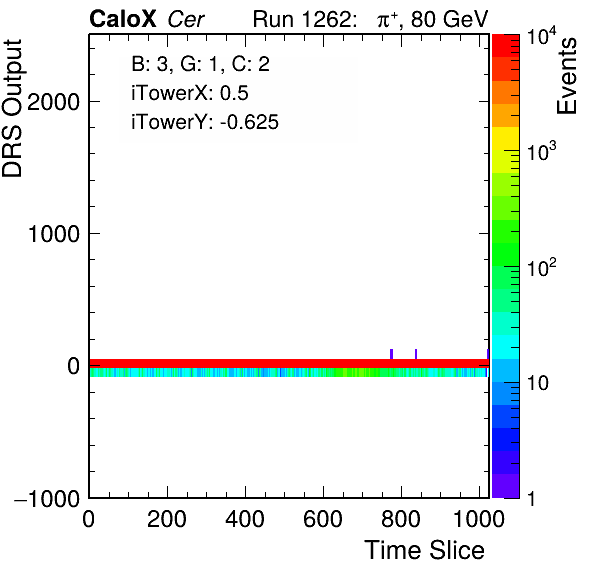 CaloX Cer Run 1262: π⁺, 80 GeV
B: 3, G: 1, C: 2
iTowerX: 0.5
iTowerY: -0.625
DRS Output
2000
1000
0
−1000
0 200 400 600 800 1000
Time Slice
Events
10⁴
10³
10²
10
1